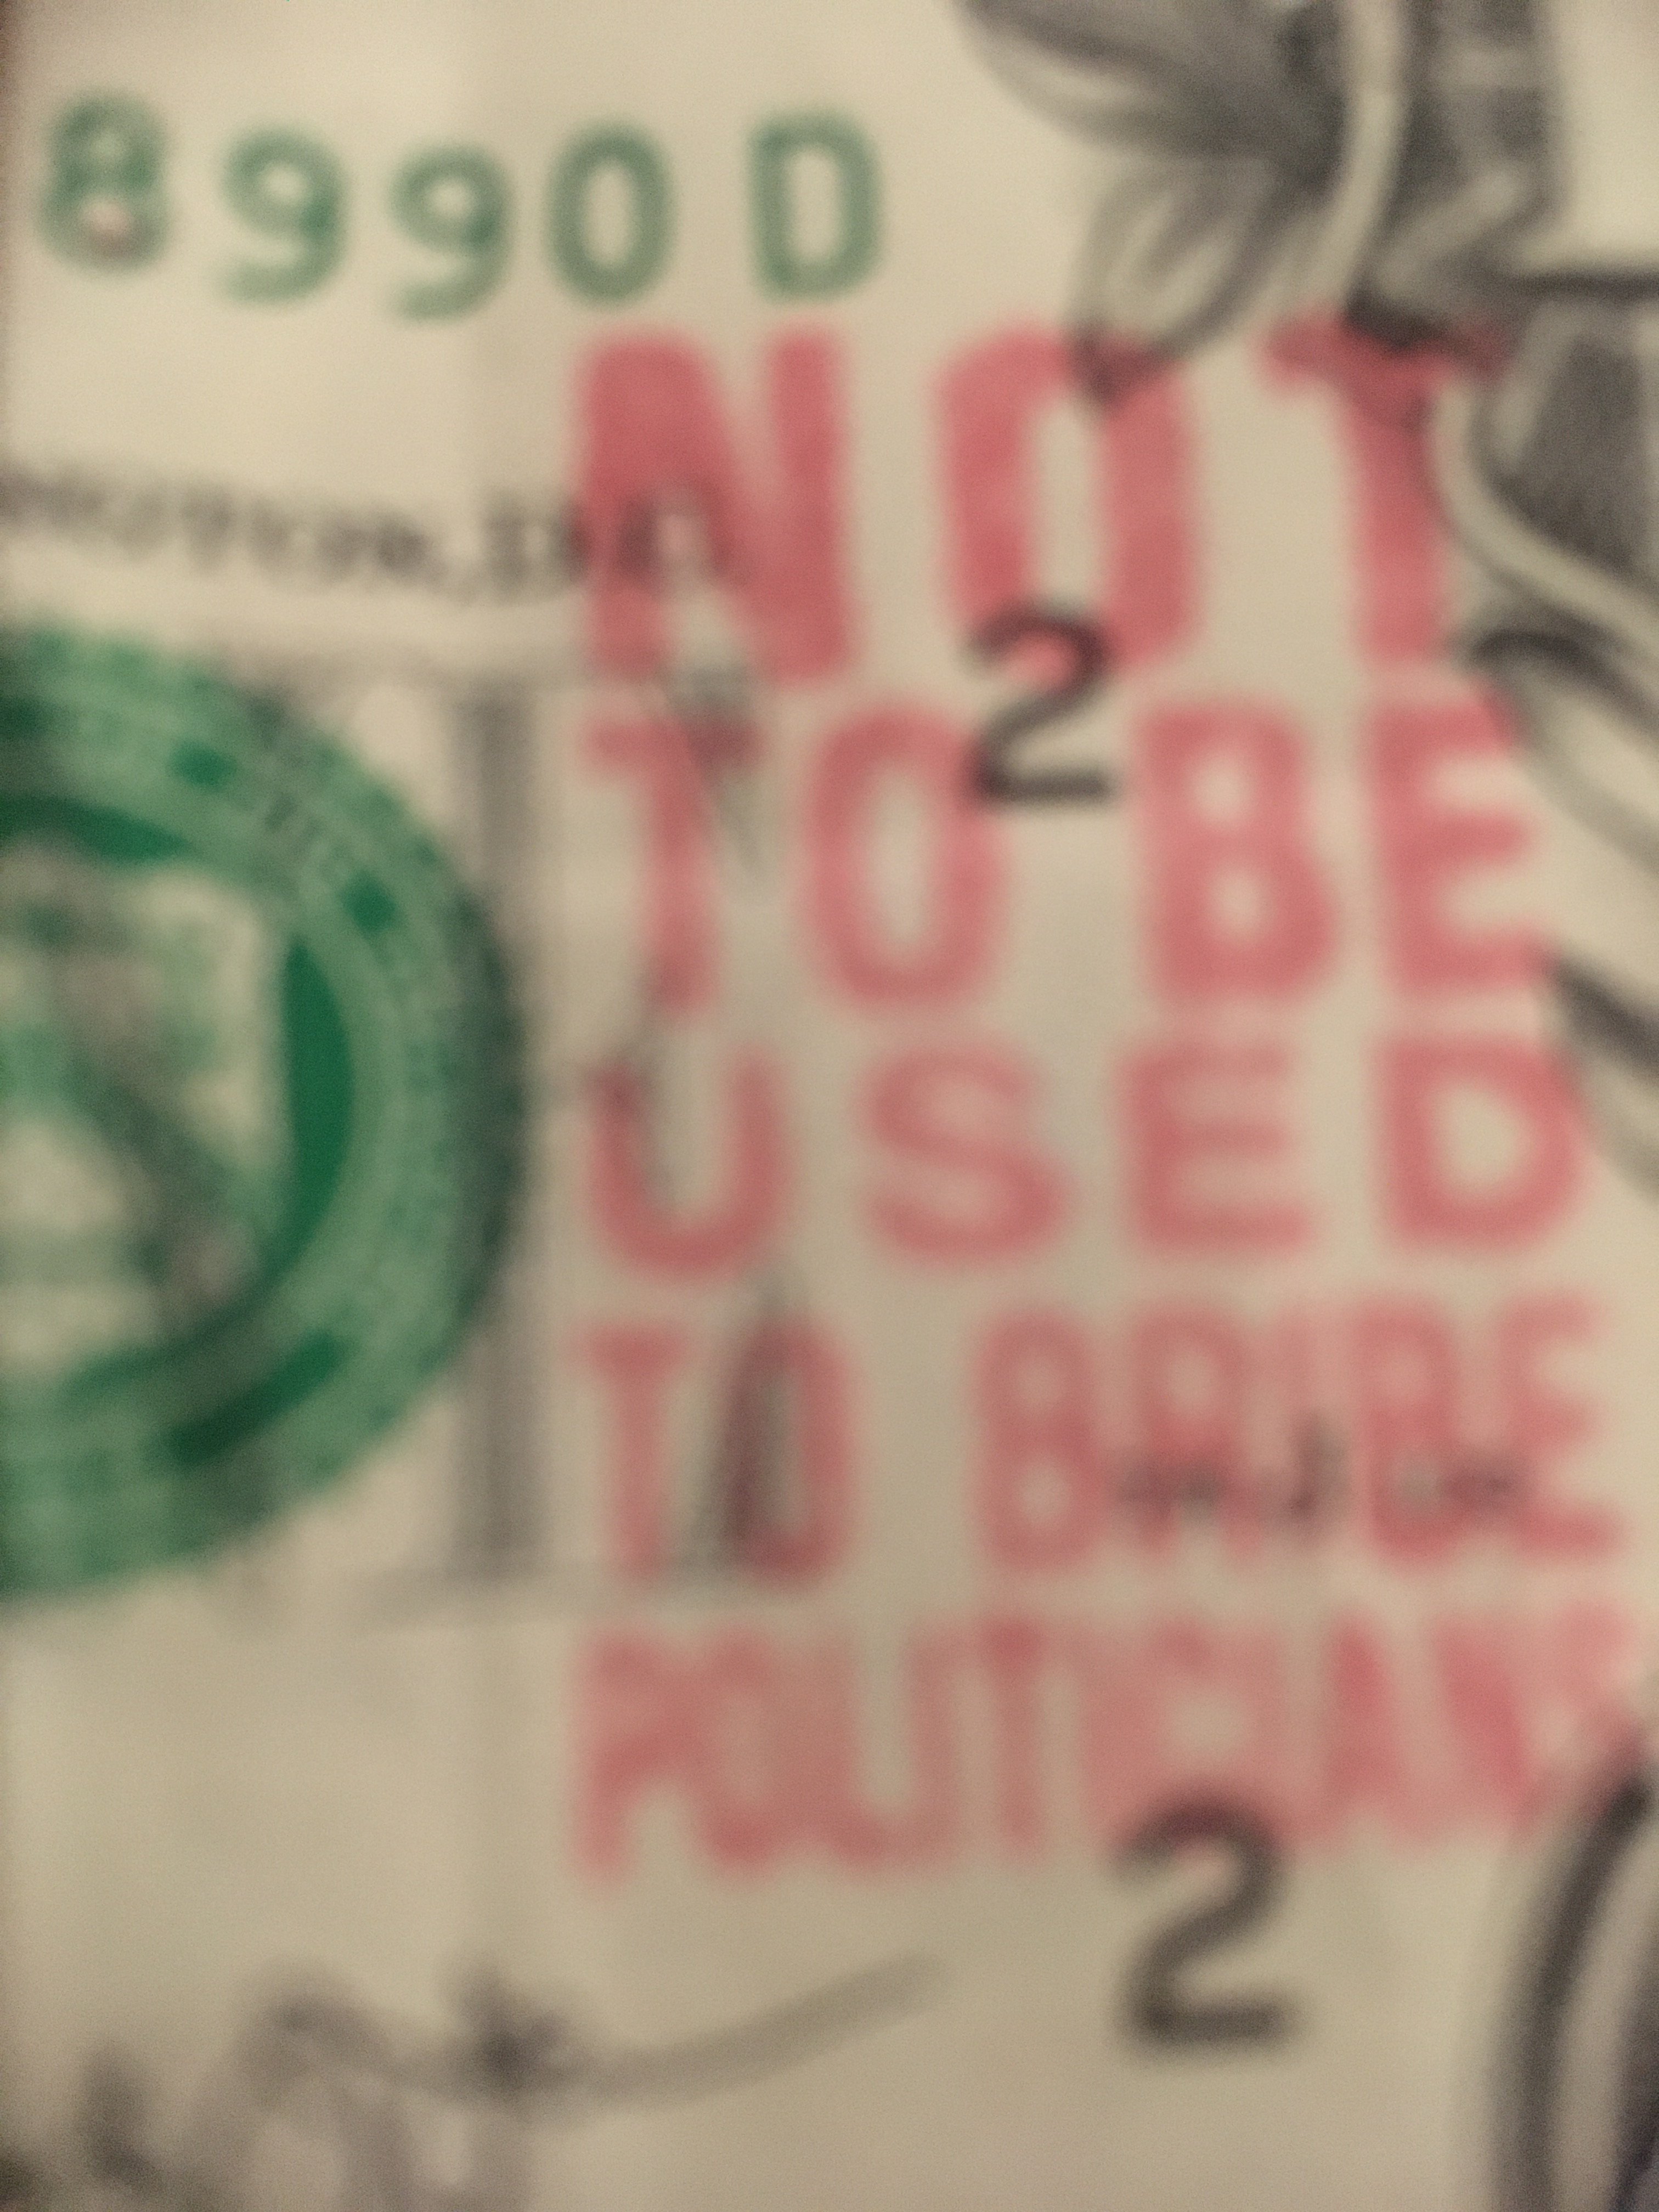 8990D
NOT
2
TO BE
USED
TO BRIBE
POLITICIANS
2